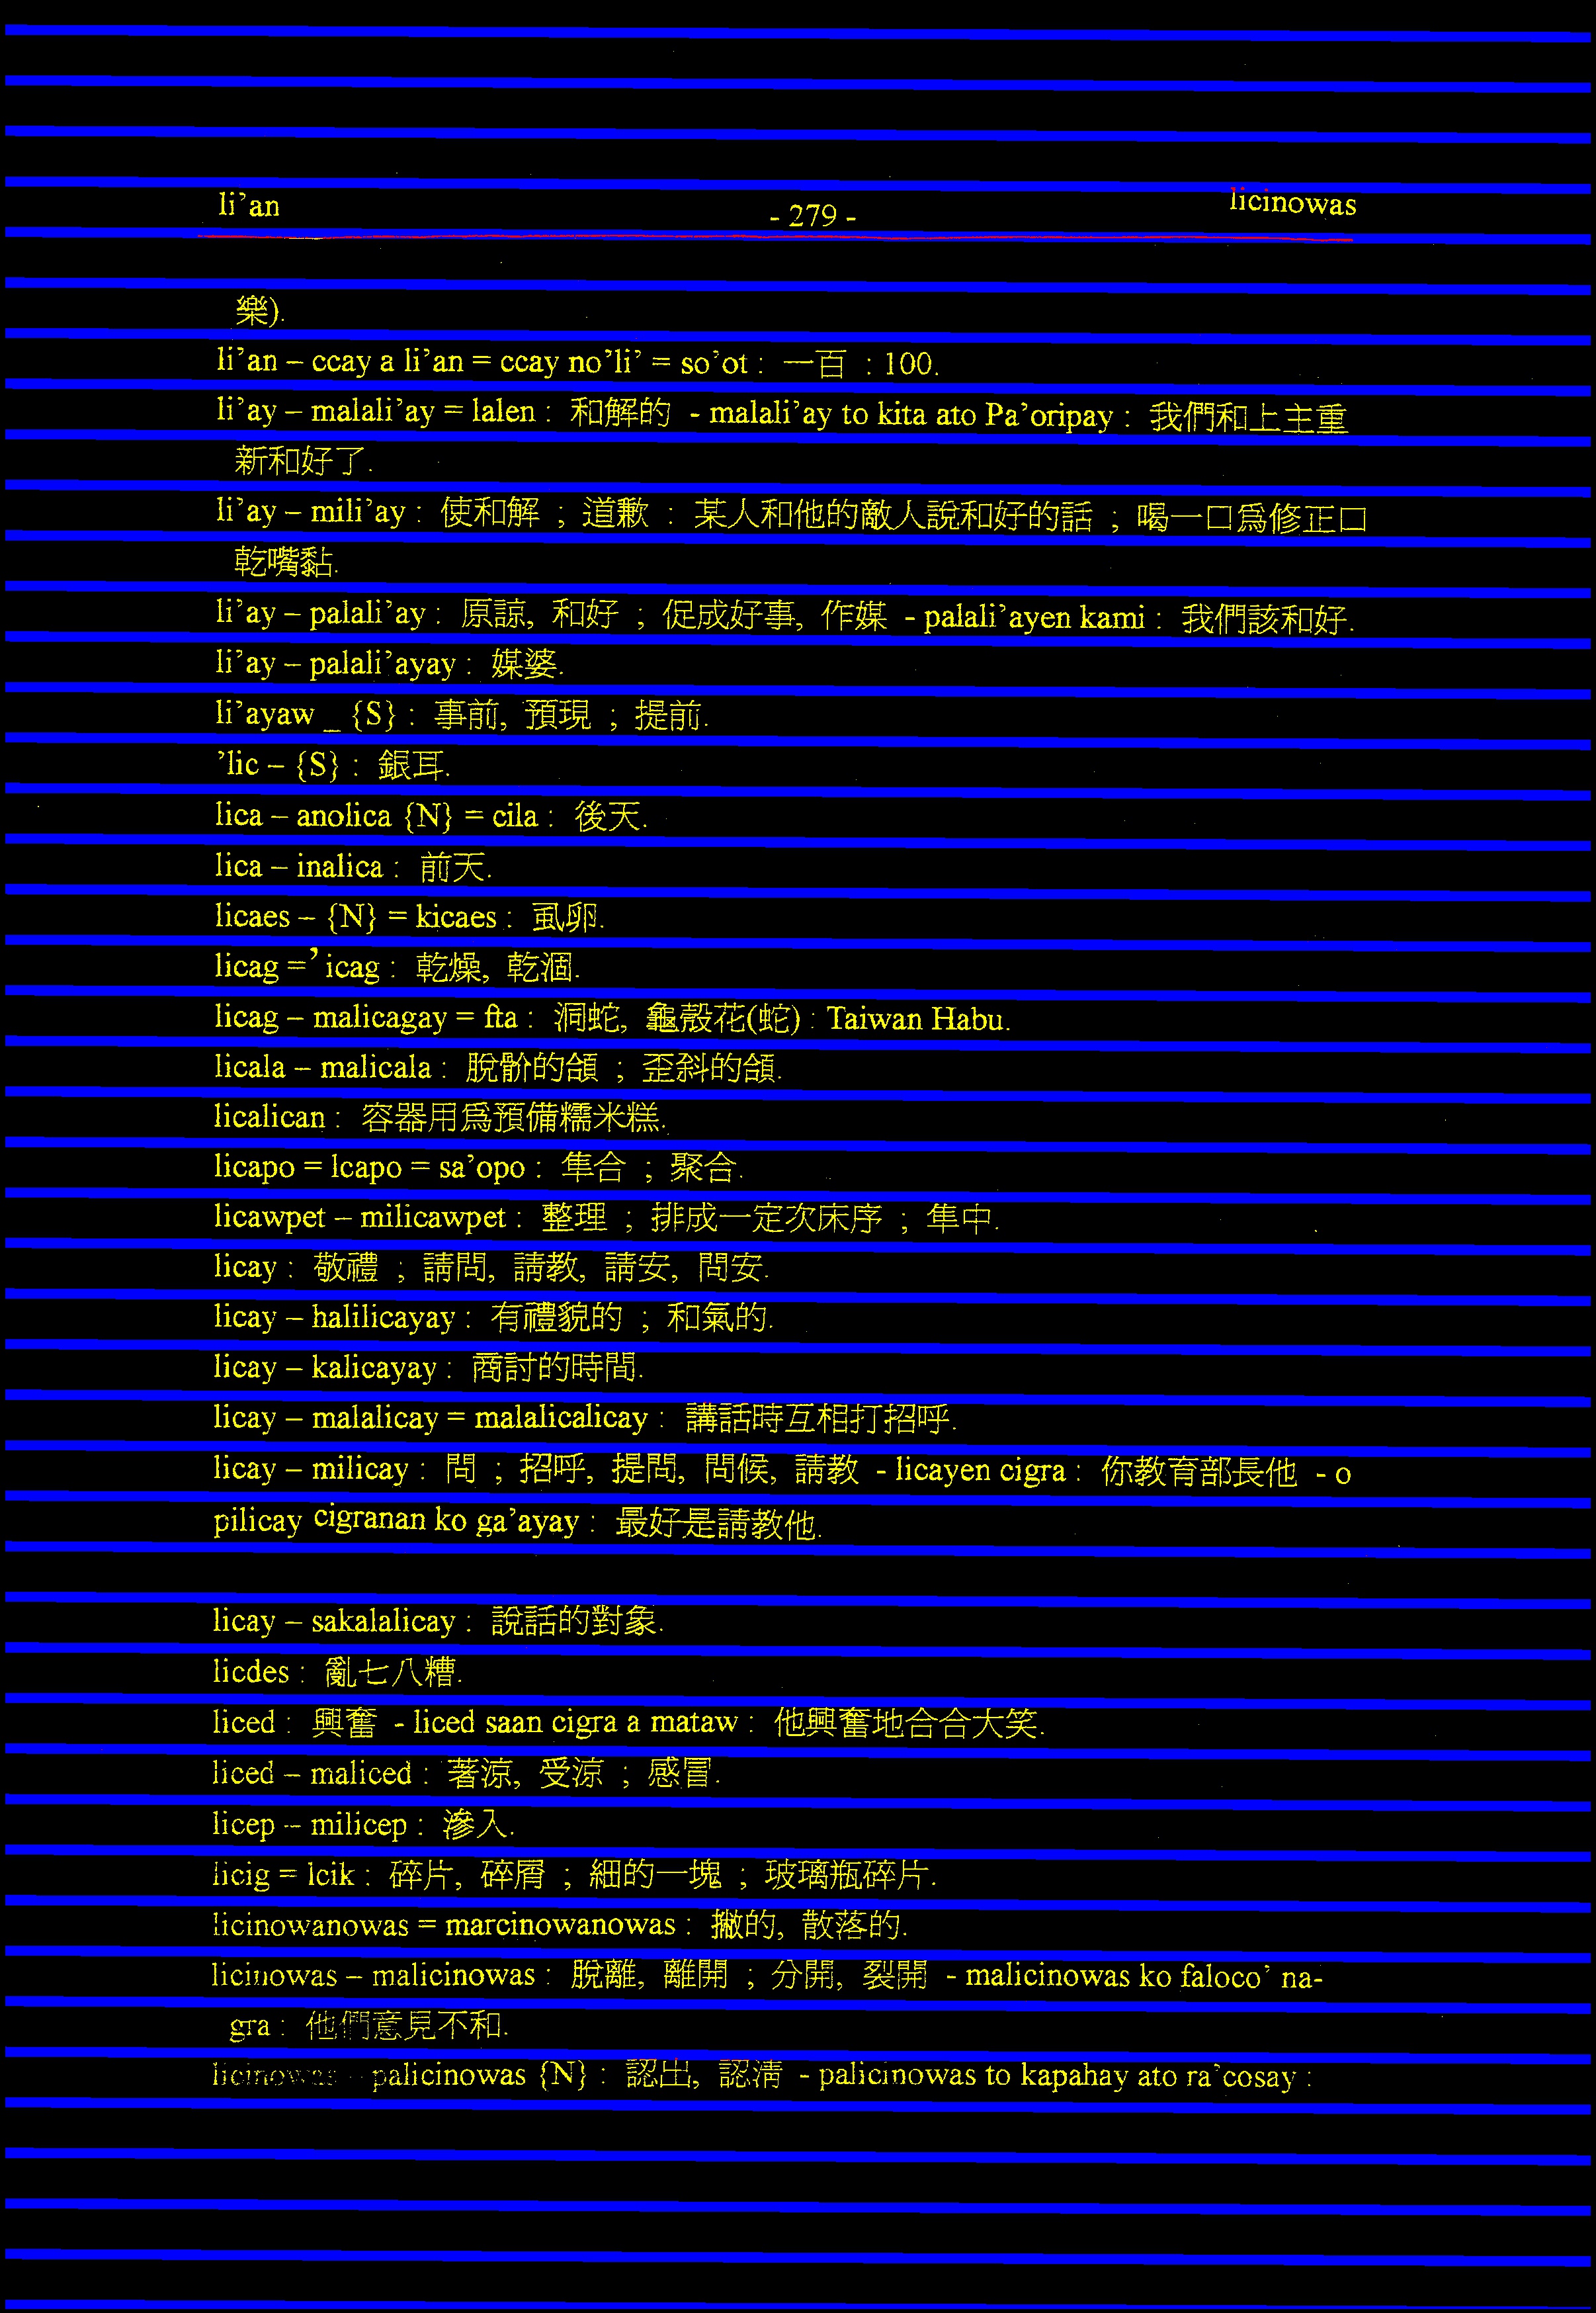 li’an - 279 - licinowas
樂).
li’an – ccay a li’an = ccay no’li’ = so’ot : 一百 : 100.
li’ay – malali’ay = lalen : 和解的 - malali’ay to kita ato Pa’oripay : 我們和上主重
新和好了.
li’ay – mili’ay : 使和解 ; 道歉 : 某人和他的敵人說和好的話 ; 喝一口爲修正口
乾嘴黏.
li’ay – palali’ay : 原諒, 和好 ; 促成好事, 作媒 - palali’ayen kami : 我們該和好.
li’ay – palali’ayay : 媒婆.
li’ayaw _ {S} : 事前, 預現 ; 提前.
’lic – {S} : 銀耳.
lica – anolica {N} = cila : 後天.
lica – inalica : 前天.
licaes – {N} = kicaes : 虱卵.
licag =’icag : 乾燥, 乾涸.
licag – malicagay = fta : 洞蛇, 龜殼花(蛇) : Taiwan Habu.
licala – malicala : 脫骱的頜 ; 歪斜的頜.
licalican : 容器用爲預備糯米糕.
licapo = lcapo = sa’opo : 隼合 ; 聚合.
licawpet – milicawpet : 整理 ; 排成一定次床序 ; 隼中.
licay : 敬禮 ; 請問, 請教, 請安, 問安.
licay – halilicayay : 有禮貌的 ; 和氣的.
licay – kalicayay : 商討的時間.
licay – malalicay = malalicalicay : 講話時互相打招呼.
licay – milicay : 問 ; 招呼, 提問, 問候, 請教 - licayen cigra : 你教育部長他 - o
pilicay cigranan ko ga’ayay : 最好是請教他.
licay – sakalalicay : 說話的對象.
licdes : 亂七八糟.
liced : 興奮 - liced saan cigra a mataw : 他興奮地合合大笑.
liced – maliced : 著涼, 受涼 ; 感冒.
licep – milicep : 滲入.
licig = lcik : 碎片, 碎屑 ; 細的一塊 ; 玻璃瓶碎片.
licinowanowas = marcinowanowas : 撇的, 散落的.
licinowas – malicinowas : 脫離, 離開 ; 分開, 裂開 - malicinowas ko faloco’ na-
gra : 他們意見不和.
licinowas – palicinowas {N} : 認出, 認淸 - palicinowas to kapahay ato ra’cosay :